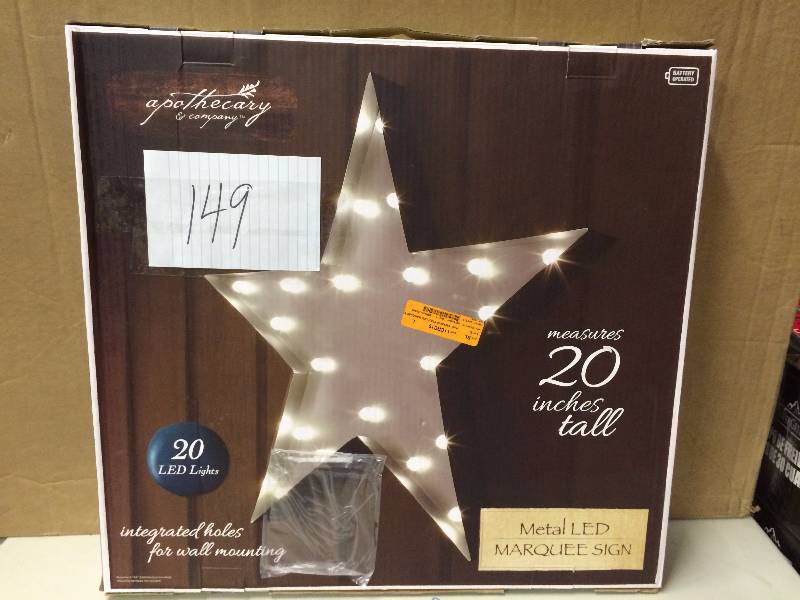 apothecary
& company™
BATTERY
OPERATED
149
measures
20
inches
tall
20
LED Lights
integrated holes
for wall mounting
Metal LED
MARQUEE SIGN